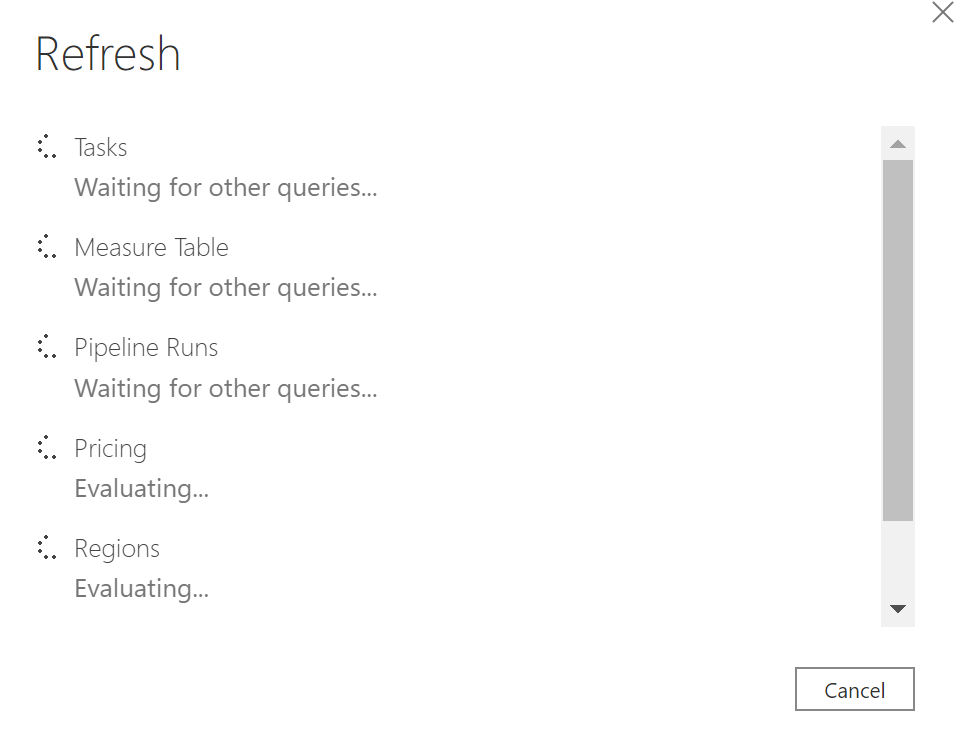 Refresh
Tasks
Waiting for other queries...
Measure Table
Waiting for other queries...
Pipeline Runs
Waiting for other queries...
Pricing
Evaluating...
Regions
Evaluating...
Cancel